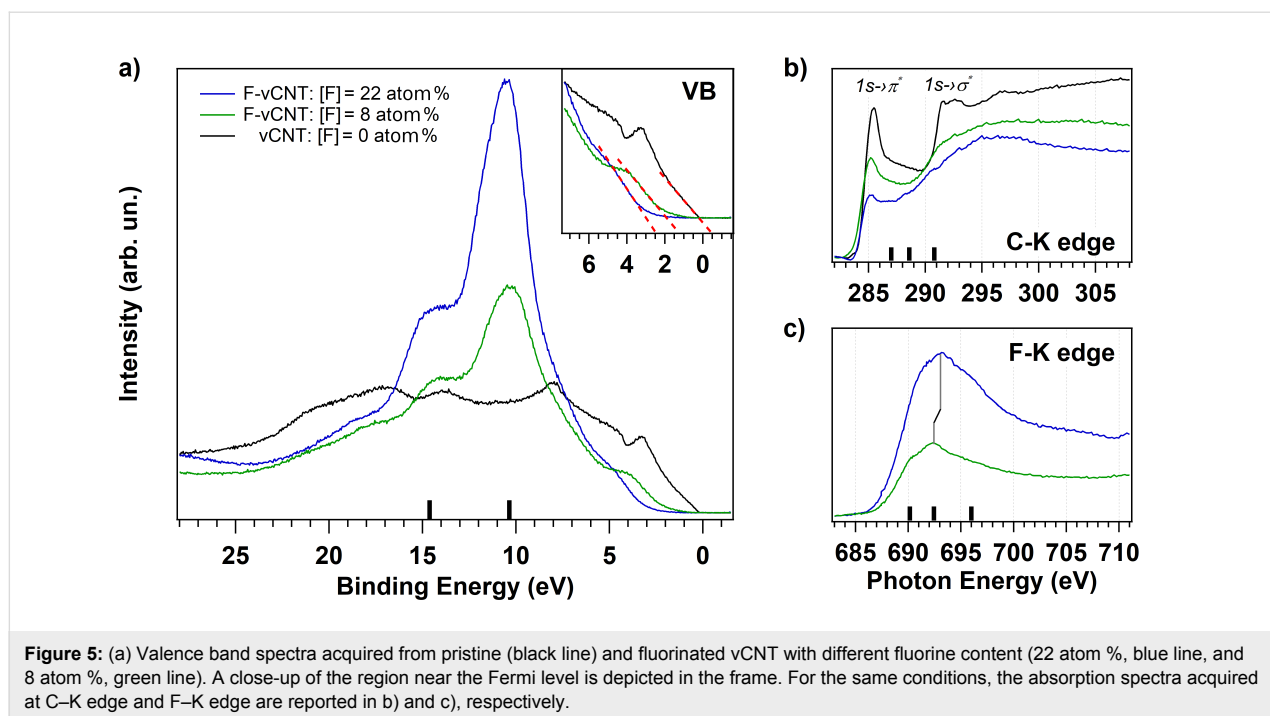 a)
F-vCNT: [F] = 22 atom %
F-vCNT: [F] = 8 atom %
vCNT: [F] = 0 atom %
VB
6 4 2 0
Intensity (arb. un.)
25 20 15 10 5 0
Binding Energy (eV)
b)
1s->π* 1s->σ*
C-K edge
285 290 295 300 305
c)
F-K edge
685 690 695 700 705 710
Photon Energy (eV)
Figure 5: (a) Valence band spectra acquired from pristine (black line) and fluorinated vCNT with different fluorine content (22 atom %, blue line, and
8 atom %, green line). A close-up of the region near the Fermi level is depicted in the frame. For the same conditions, the absorption spectra acquired
at C–K edge and F–K edge are reported in b) and c), respectively.